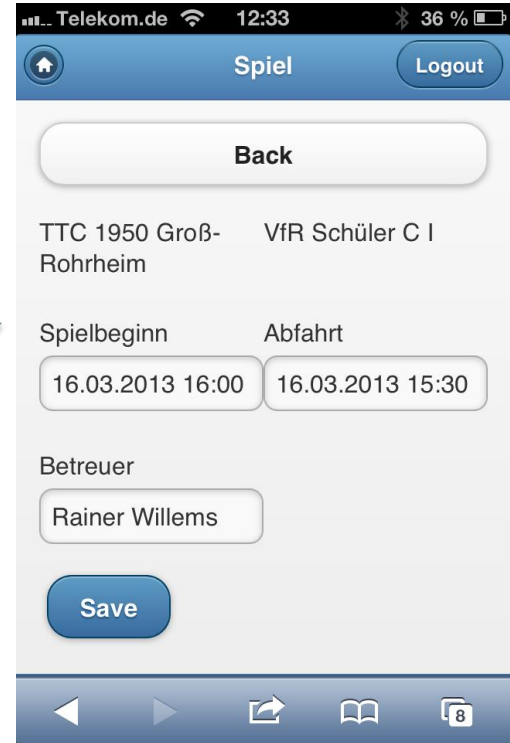 Telekom.de 12:33 36 %
Spiel Logout
Back
TTC 1950 Groß- VfR Schüler C I
Rohrheim
Spielbeginn Abfahrt
16.03.2013 16:00 16.03.2013 15:30
Betreuer
Rainer Willems
Save
8